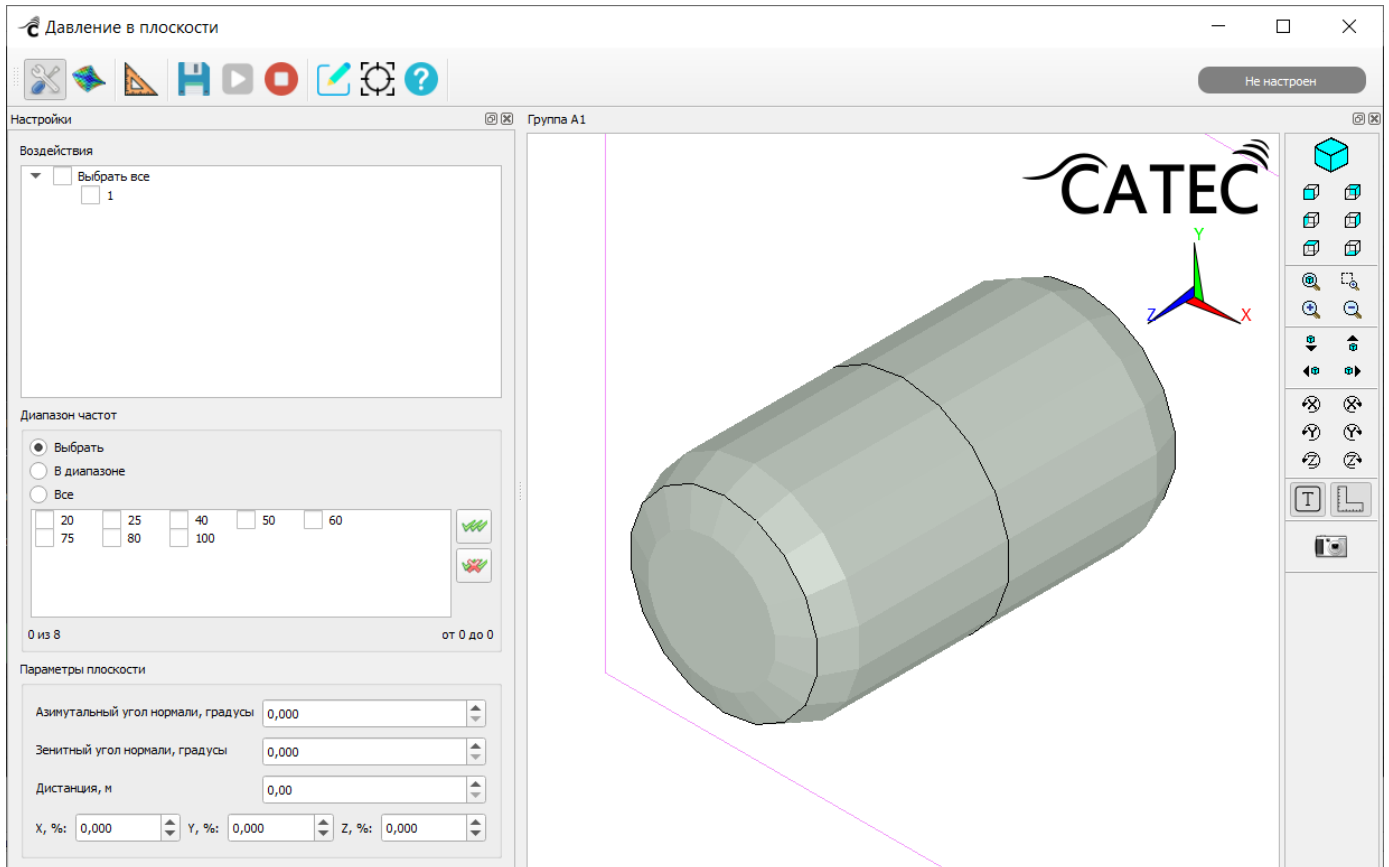 Давление в плоскости
Не настроен
Настройки
Группа А1
Воздействия
Выбрать все
1
CATEC
Y
Z
X
Диапазон частот
Выбрать
В диапазоне
Все
20 25 40 50 60
75 80 100
0 из 8 от 0 до 0
Параметры плоскости
Азимутальный угол нормали, градусы 0,000
Зенитный угол нормали, градусы 0,000
Дистанция, м 0,00
X, %: 0,000 Y, %: 0,000 Z, %: 0,000
X X
Y Y
Z Z
T